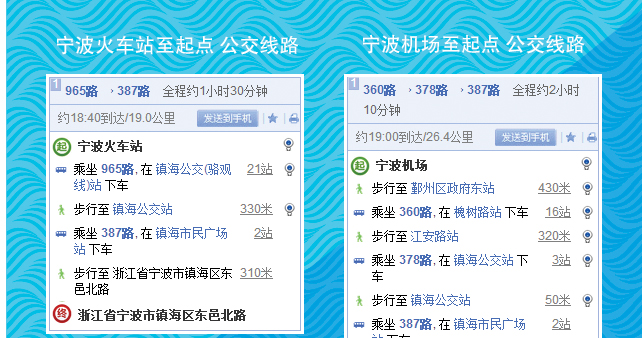 宁波火车站至起点 公交线路
1
965路 › 387路 全程约1小时30分钟
约18:40到达/19.0公里 发送到手机
起 宁波火车站
乘坐 965路, 在 镇海公交(骆观 21站
线)站 下车
步行至 镇海公交站 330米
乘坐 387路, 在 镇海市民广场 2站
站 下车
步行至 浙江省宁波市镇海区东 310米
邑北路
终 浙江省宁波市镇海区东邑北路
宁波机场至起点 公交线路
1
360路 › 378路 › 387路 全程约2小时
10分钟
约19:00到达/26.4公里 发送到手机
起 宁波机场
步行至 鄞州区政府东站 430米
乘坐 360路, 在 槐树路站 下车 16站
步行至 江安路站 320米
乘坐 378路, 在 镇海公交站 下 3站
车
步行至 镇海公交站 50米
乘坐 387路, 在 镇海市民广场 2站